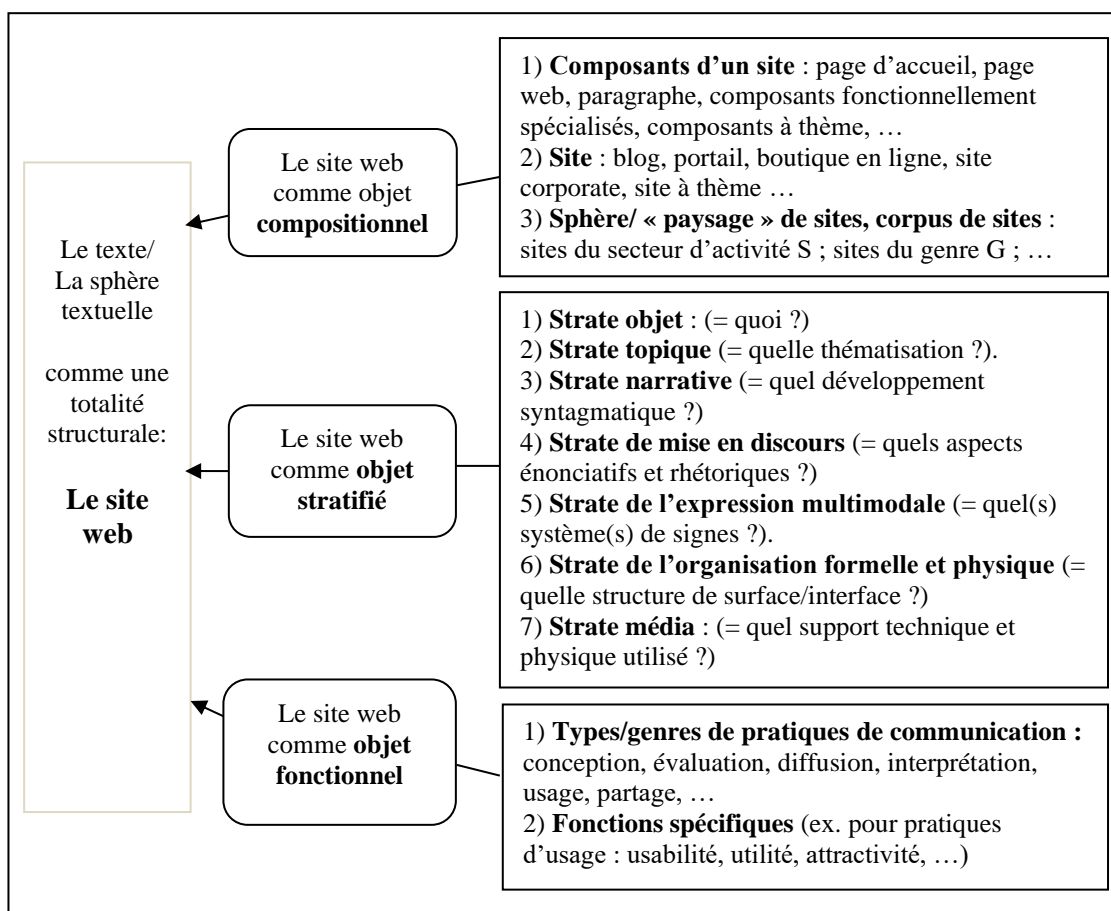 Le texte/
La sphère
textuelle
comme une
totalité
structurale:
Le site
web
Le site web
comme objet
compositionnel
1) Composants d’un site : page d’accueil, page
web, paragraphe, composants fonctionnellement
spécialisés, composants à thème, …
2) Site : blog, portail, boutique en ligne, site
corporate, site à thème …
3) Sphère/ « paysage » de sites, corpus de sites :
sites du secteur d’activité S ; sites du genre G ; …
Le site web
comme objet
stratifié
1) Strate objet : (= quoi ?)
2) Strate topique (= quelle thématisation ?).
3) Strate narrative (= quel développement
syntagmatique ?)
4) Strate de mise en discours (= quels aspects
énonciatifs et rhétoriques ?)
5) Strate de l’expression multimodale (= quel(s)
système(s) de signes ?).
6) Strate de l’organisation formelle et physique (=
quelle structure de surface/interface ?)
7) Strate média : (= quel support technique et
physique utilisé ?)
Le site web
comme objet
fonctionnel
1) Types/genres de pratiques de communication :
conception, évaluation, diffusion, interprétation,
usage, partage, …
2) Fonctions spécifiques (ex. pour pratiques
d’usage : usabilité, utilité, attractivité, …)